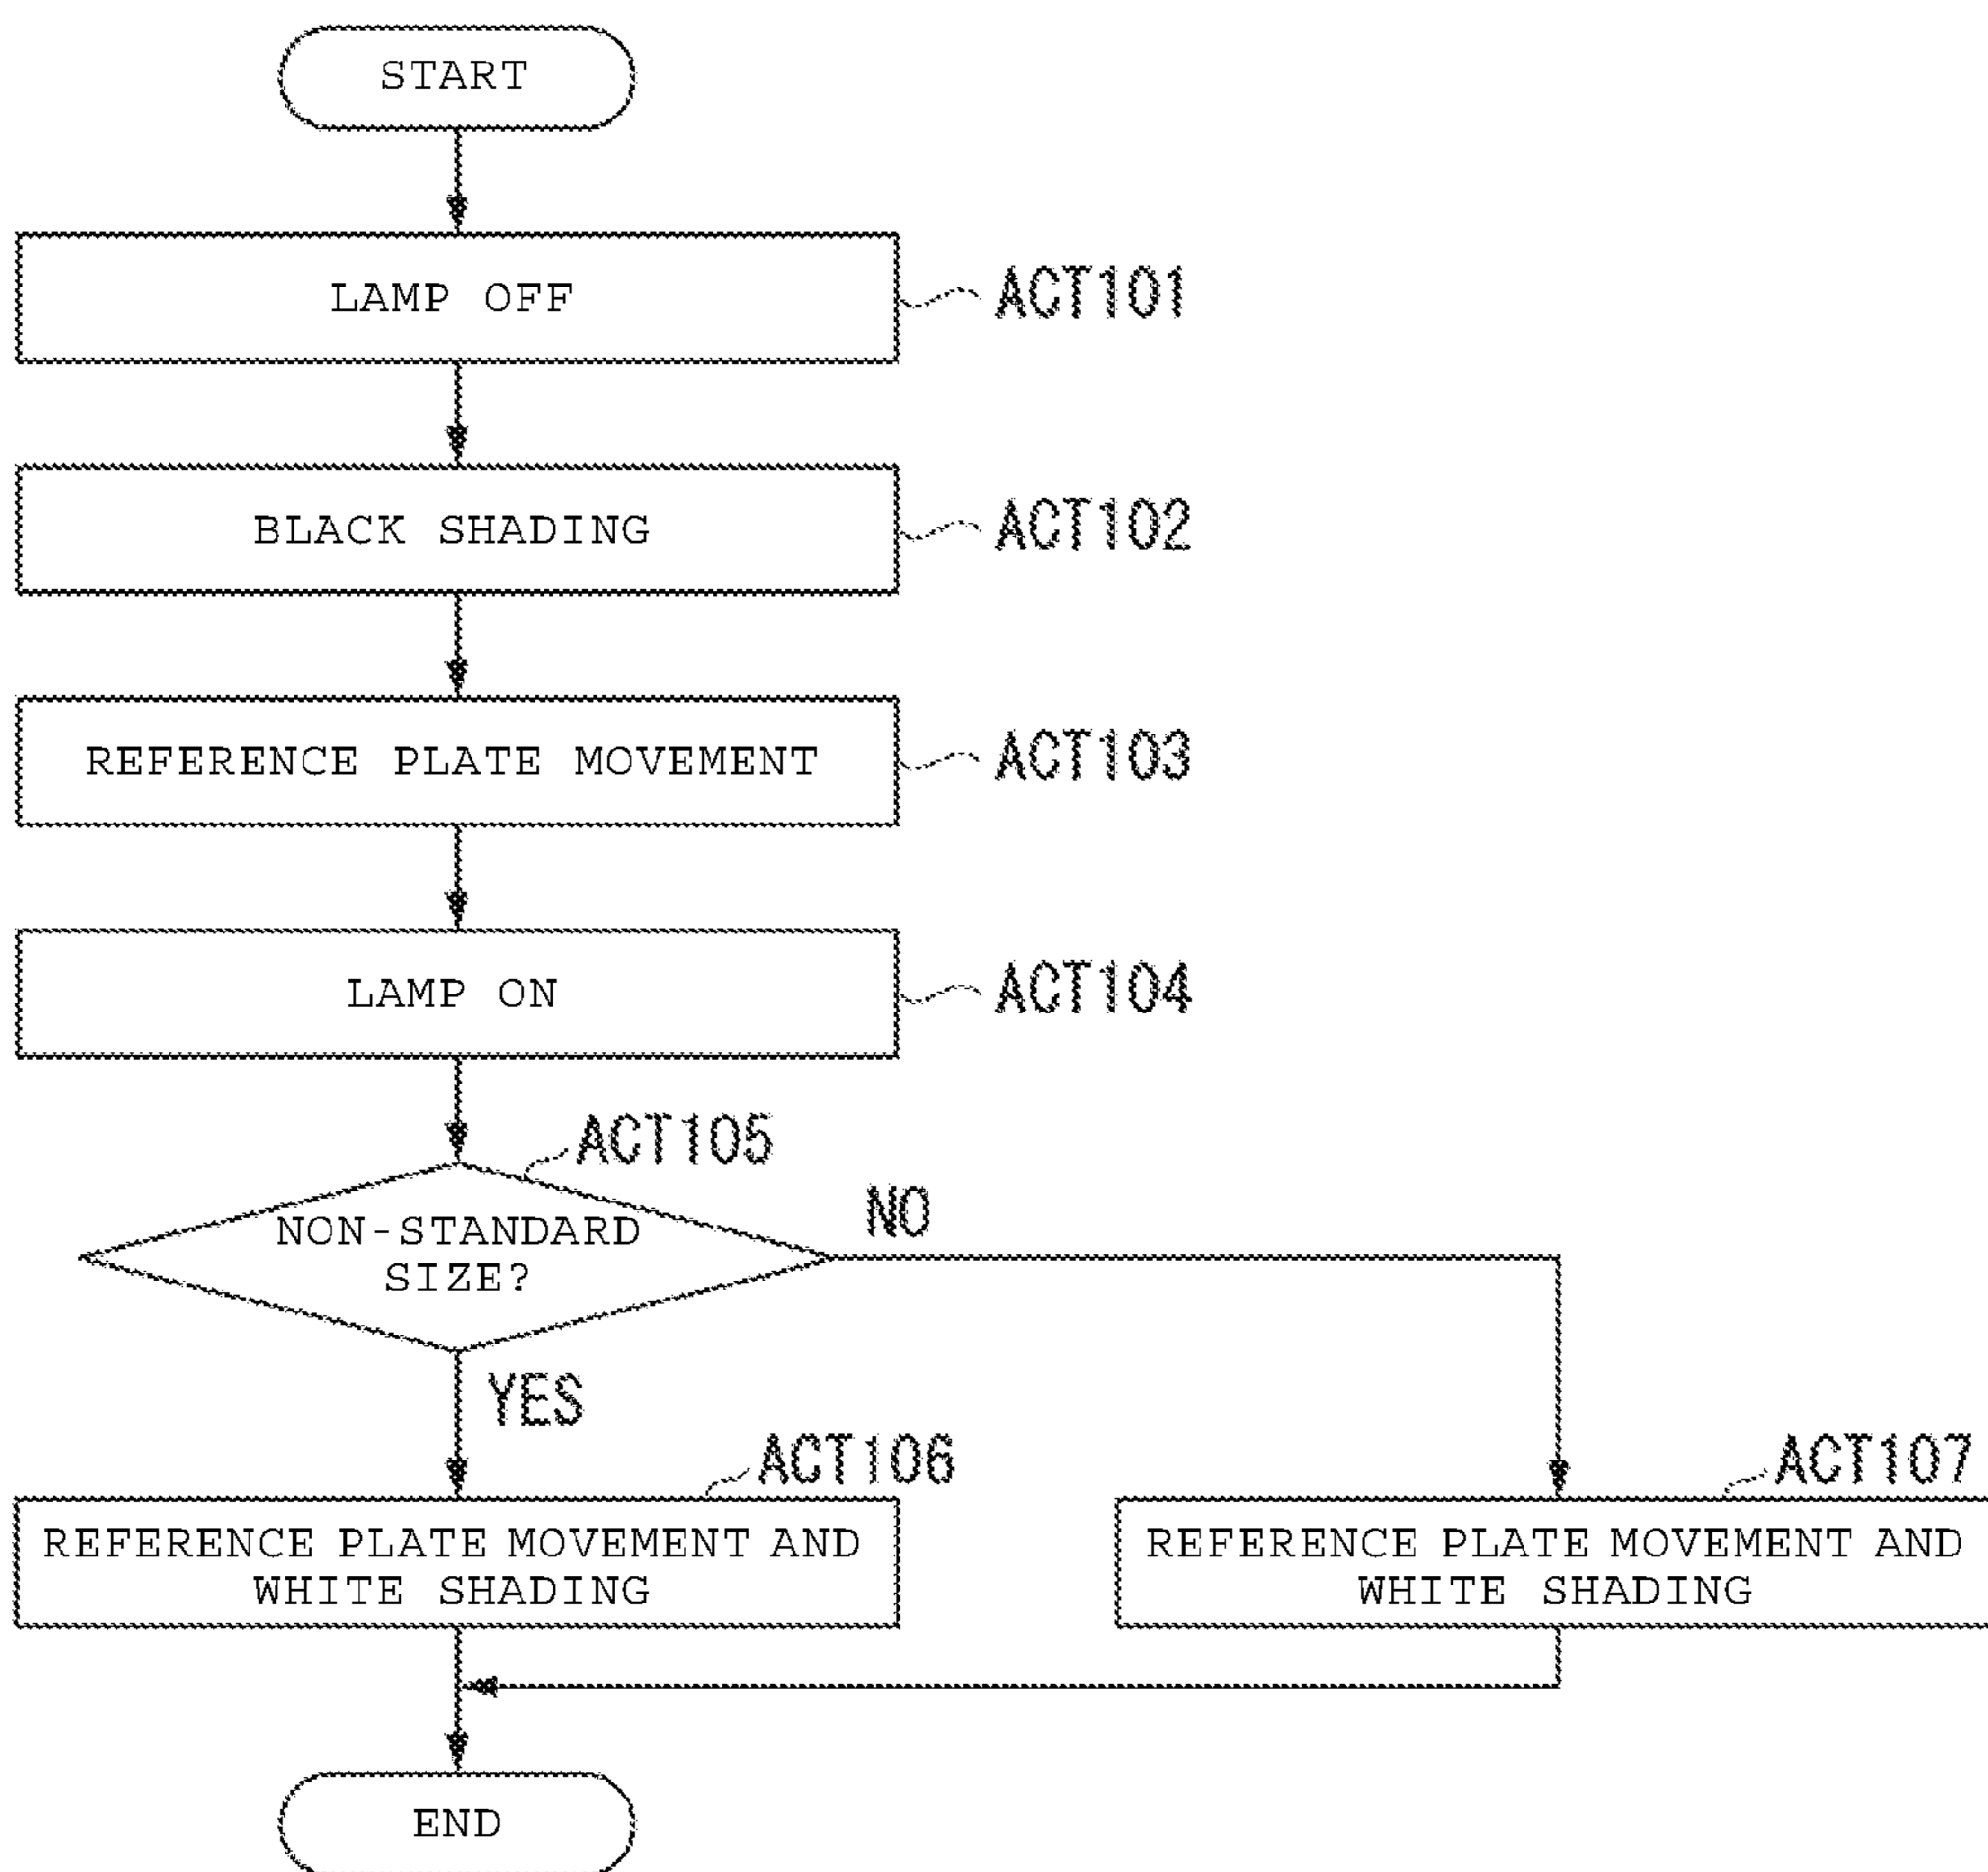 START
LAMP OFF
ACT101
BLACK SHADING
ACT102
REFERENCE PLATE MOVEMENT
ACT103
LAMP ON
ACT104
ACT105
NON-STANDARD
SIZE?
NO
YES
ACT106
REFERENCE PLATE MOVEMENT AND
WHITE SHADING
ACT107
REFERENCE PLATE MOVEMENT AND
WHITE SHADING
END